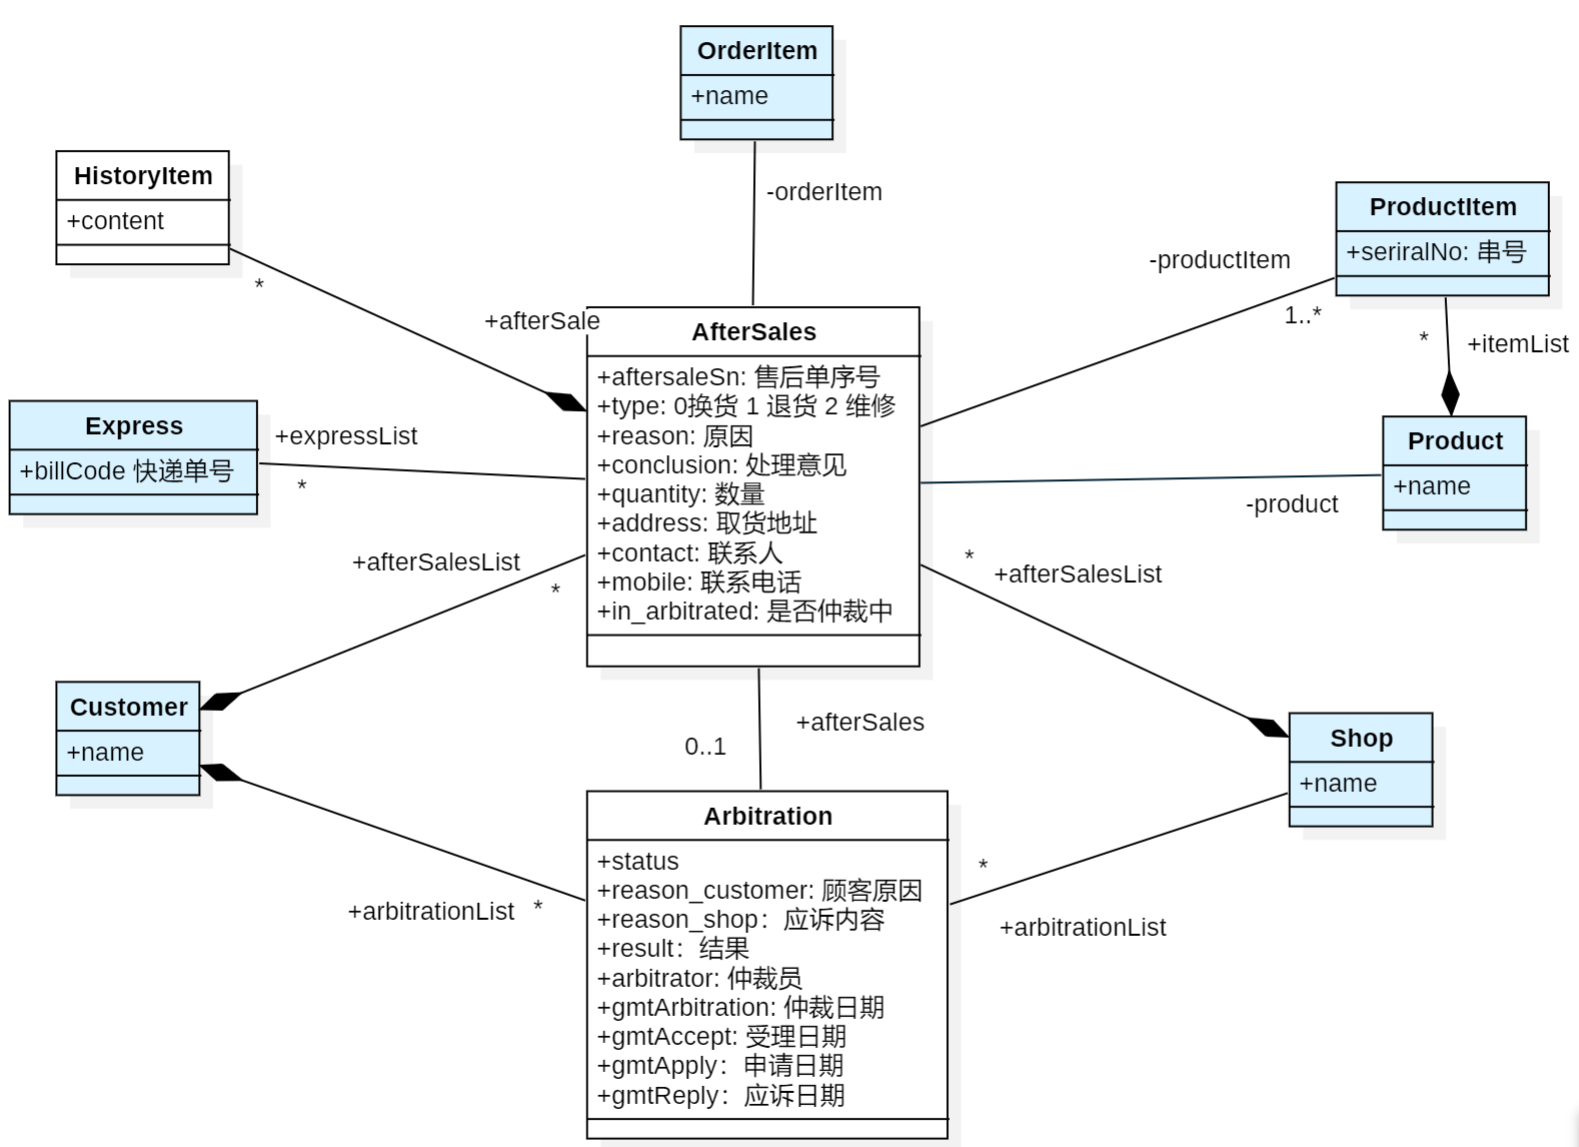 OrderItem
+name
-orderItem
HistoryItem
+content
*
+afterSale
ProductItem
+seriralNo: 串号
-productItem
1..*
*
+itemList
AfterSales
+aftersaleSn: 售后单序号
+type: 0换货 1 退货 2 维修
+reason: 原因
+conclusion: 处理意见
+quantity: 数量
+address: 取货地址
+contact: 联系人
+mobile: 联系电话
+in_arbitrated: 是否仲裁中
Express
+billCode 快递单号
+expressList
*
Product
+name
-product
+afterSalesList
*
*
+afterSalesList
Customer
+name
Shop
+name
+afterSales
0..1
Arbitration
+status
+reason_customer: 顾客原因
+reason_shop：应诉内容
+result：结果
+arbitrator: 仲裁员
+gmtArbitration: 仲裁日期
+gmtAccept: 受理日期
+gmtApply：申请日期
+gmtReply：应诉日期
+arbitrationList
*
*
+arbitrationList